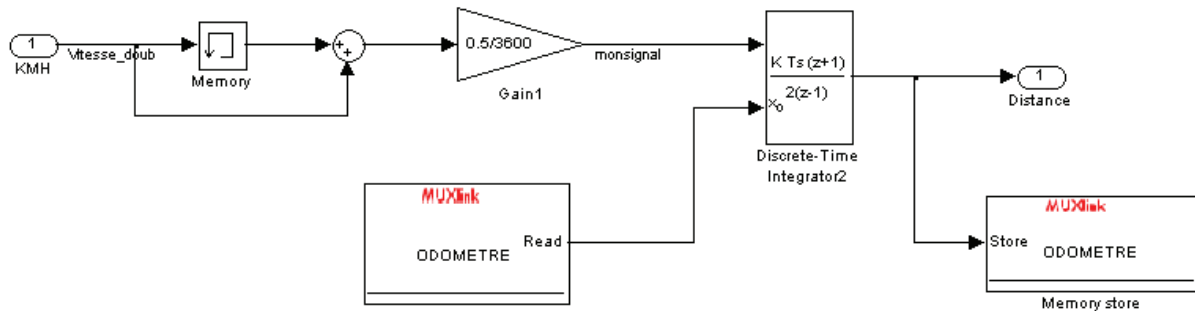 1
KMH
Vitesse_doub
Memory
+
+
0.5/3600
Gain1
monsignal
K Ts (z+1)
2(z-1)
x0
Discrete-Time
Integrator2
1
Distance
MUXlink
Read
ODOMETRE
MUXlink
Store
ODOMETRE
Memory store